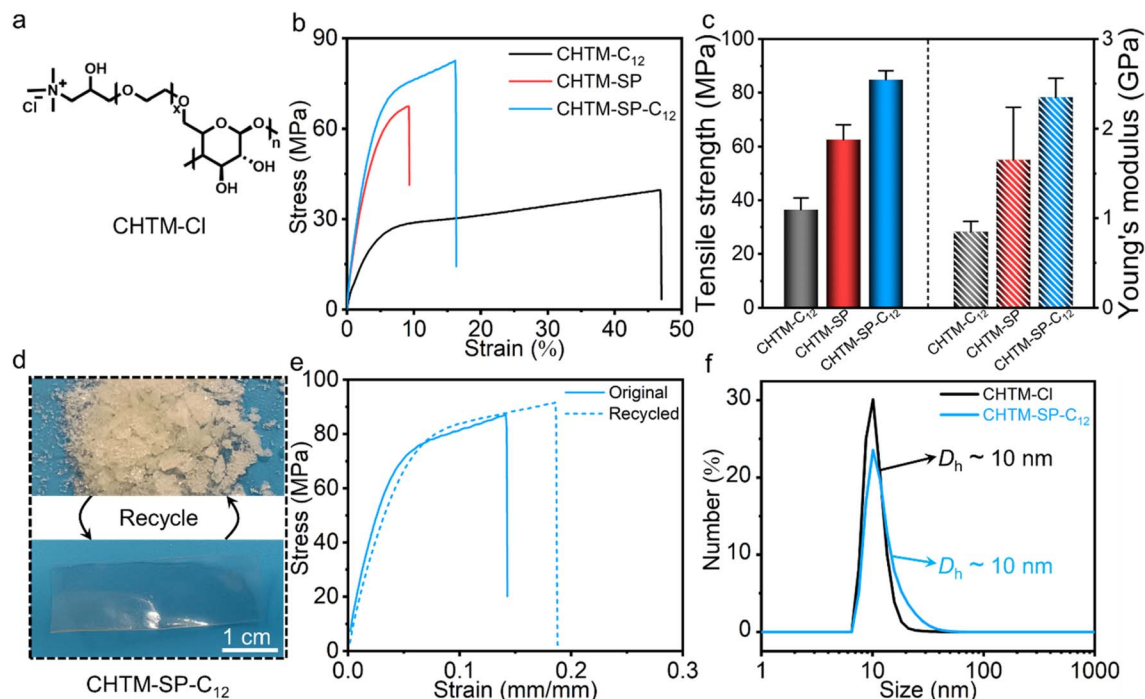 a
OH
N+
Cl−
O
x
O
O
O
n
OH
OH
CHTM-Cl
b
90
60
30
0
Stress (MPa)
CHTM-C12
CHTM-SP
CHTM-SP-C12
0 10 20 30 40 50
Strain (%)
c
100
80
60
40
20
0
Tensile strength (MPa)
3
2
1
0
Young's modulus (GPa)
CHTM-C12
CHTM-SP
CHTM-SP-C12
CHTM-C12
CHTM-SP
CHTM-SP-C12
d
Recycle
1 cm
CHTM-SP-C12
e
100
80
60
40
20
0
Stress (MPa)
Original
Recycled
0.0 0.1 0.2 0.3
Strain (mm/mm)
f
30
20
10
0
Number (%)
CHTM-Cl
CHTM-SP-C12
Dh ~ 10 nm
Dh ~ 10 nm
1 10 100 1000
Size (nm)